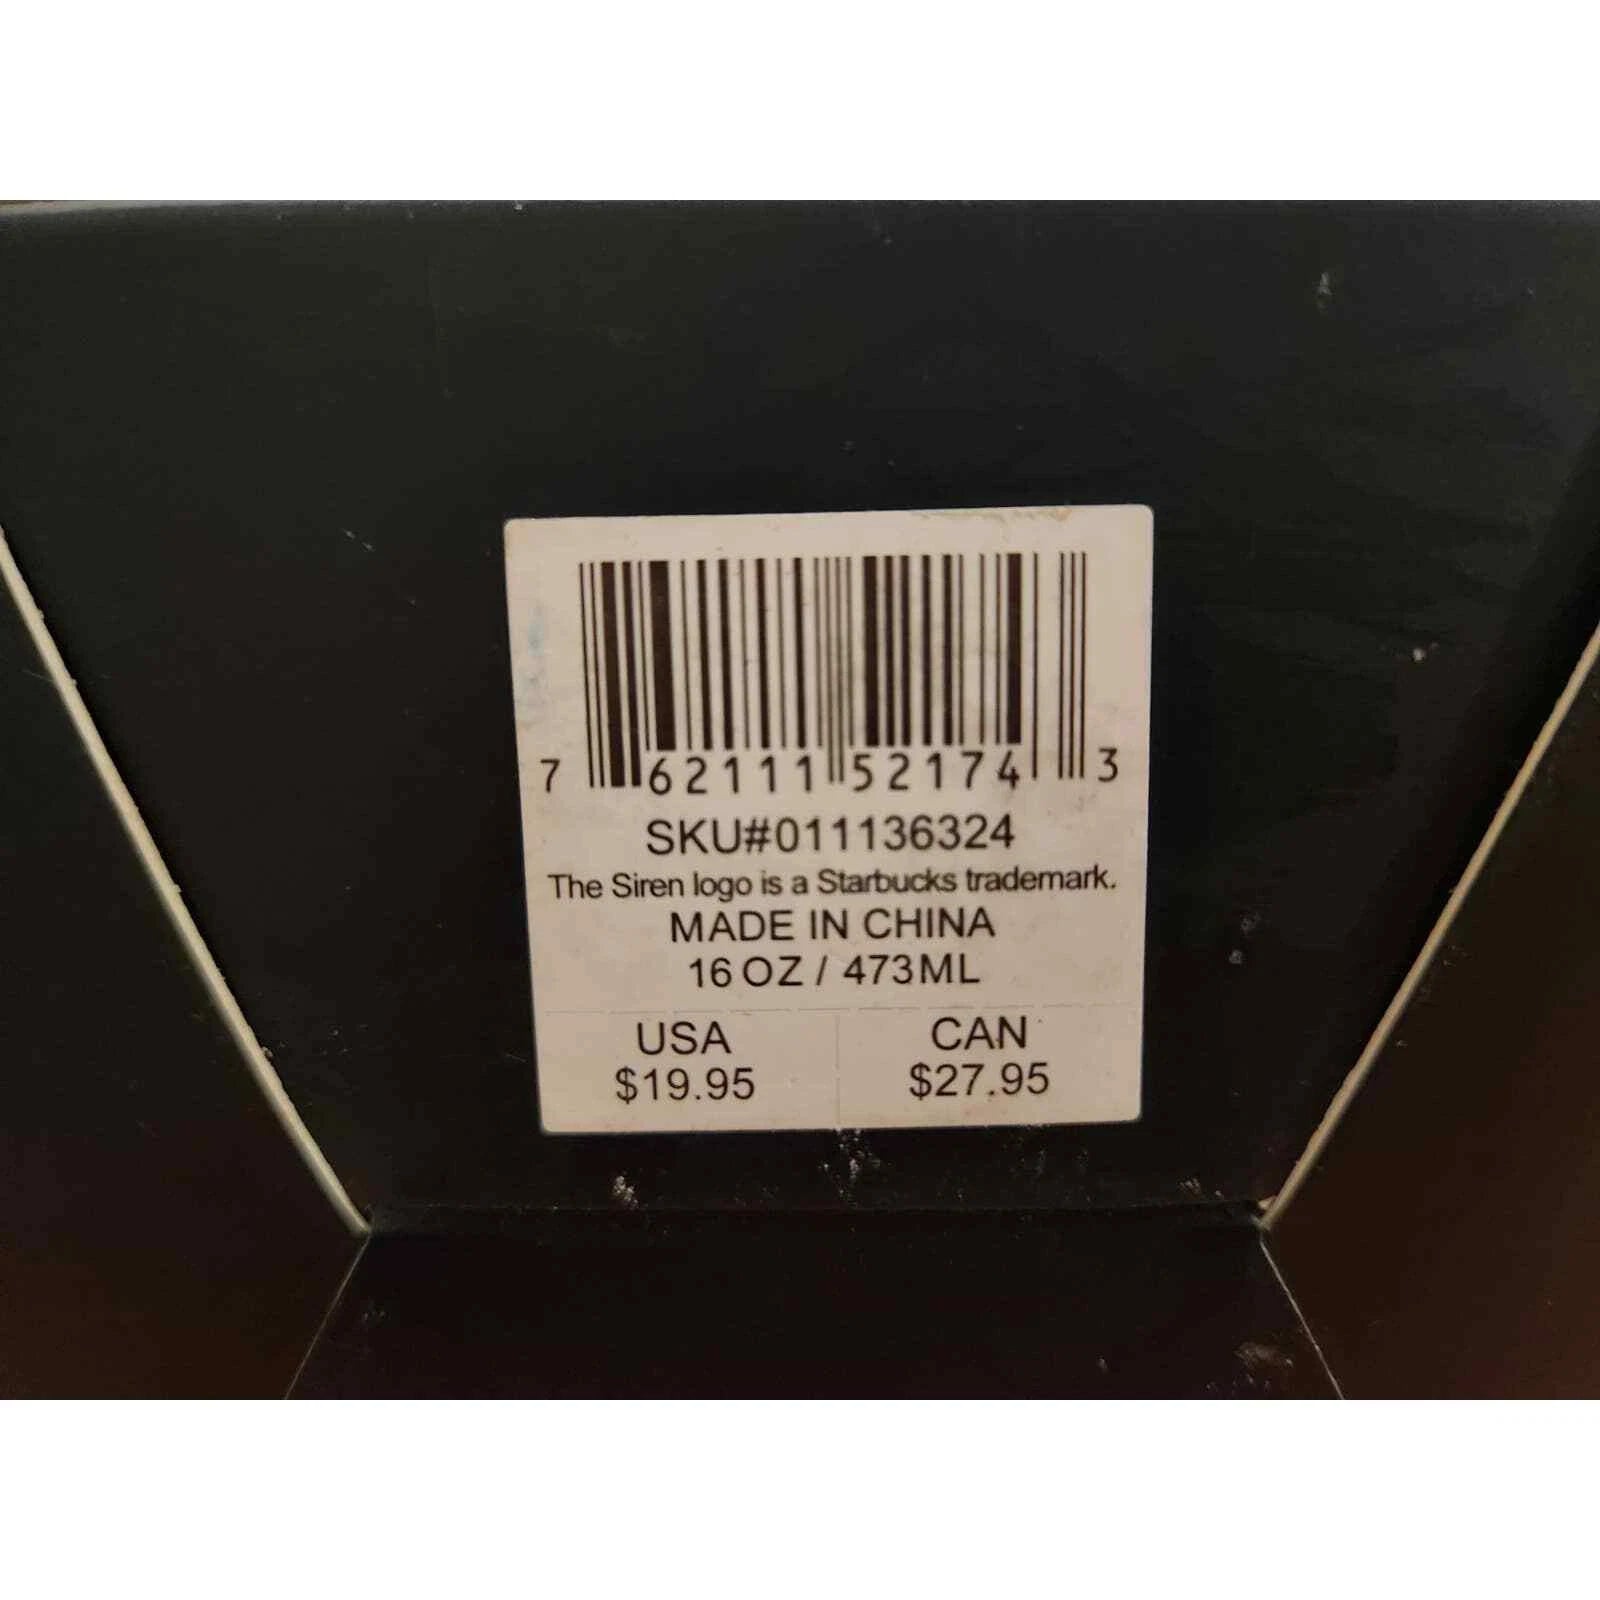 7 62111 52174 3
SKU#011136324
The Siren logo is a Starbucks trademark.
MADE IN CHINA
16 OZ / 473ML
USA CAN
$19.95 $27.95